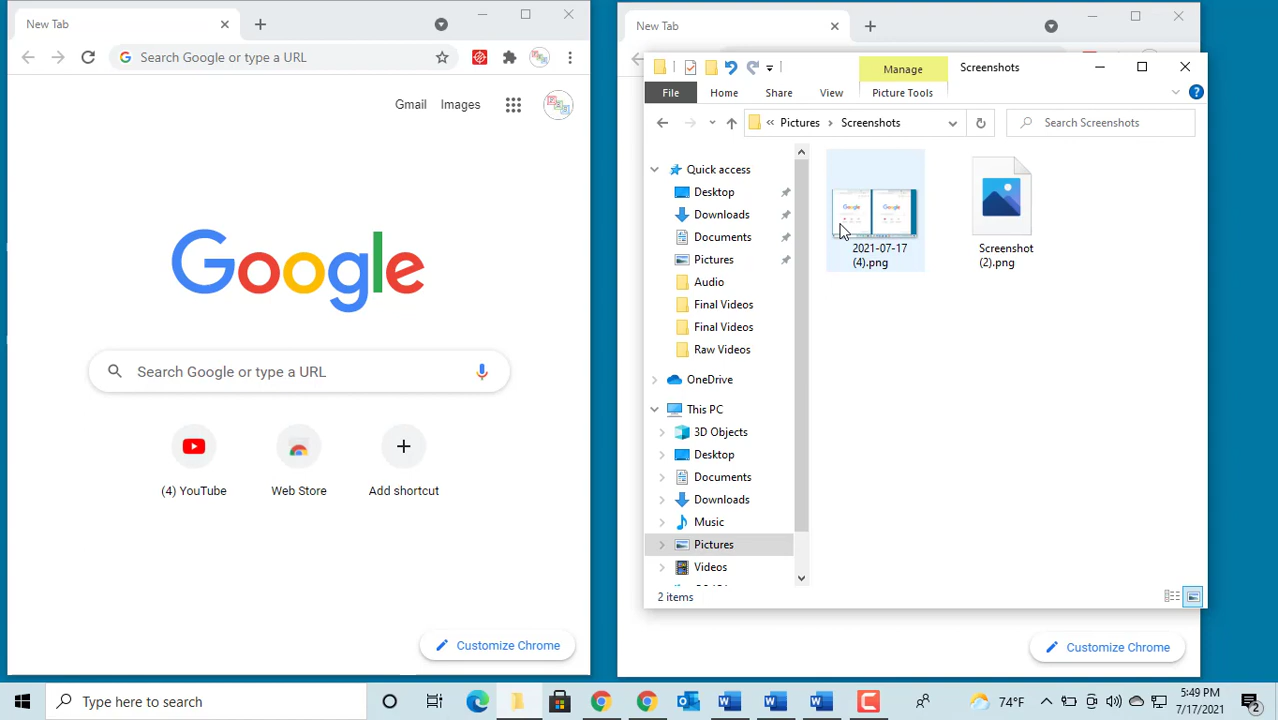 New Tab
Search Google or type a URL
Gmail
Images
Google
Search Google or type a URL
(4) YouTube
Web Store
Add shortcut
Customize Chrome
New Tab
Manage
Screenshots
File
Home
Share
View
Picture Tools
« Pictures › Screenshots
Search Screenshots
Quick access
Desktop
Downloads
Documents
Pictures
Audio
Final Videos
Final Videos
Raw Videos
OneDrive
This PC
3D Objects
Desktop
Documents
Downloads
Music
Pictures
Videos
Google
Google
2021-07-17
(4).png
Screenshot
(2).png
2 items
Customize Chrome
Type here to search
74°F
5:49 PM
7/17/2021
2